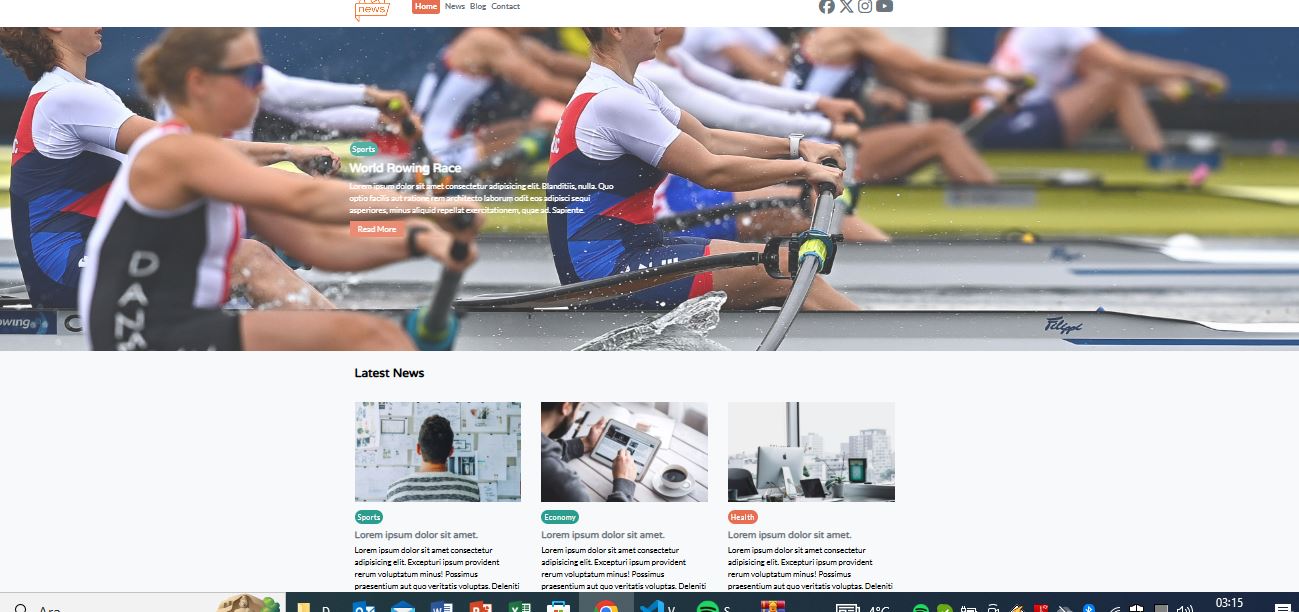 news
Home News Blog Contact
Sports
World Rowing Race
Lorem ipsum dolor sit amet consectetur adipisicing elit. Blanditiis, nulla. Quo
optio facilis aut ratione rem architecto laborum odit eos adipisci sequi
asperiores, minus aliquid repellat exercitationem, quae ad. Sapiente.
Read More
DANA
owing
Filippi
Latest News
Sports
Lorem ipsum dolor sit amet.
Lorem ipsum dolor sit amet consectetur
adipisicing elit. Excepturi ipsum provident
rerum voluptatum minus! Possimus
praesentium aut quo veritatis voluptas. Deleniti
Economy
Lorem ipsum dolor sit amet.
Lorem ipsum dolor sit amet consectetur
adipisicing elit. Excepturi ipsum provident
rerum voluptatum minus! Possimus
praesentium aut quo veritatis voluptas. Deleniti
Health
Lorem ipsum dolor sit amet.
Lorem ipsum dolor sit amet consectetur
adipisicing elit. Excepturi ipsum provident
rerum voluptatum minus! Possimus
praesentium aut quo veritatis voluptas. Deleniti
Ara
4°C
03:15